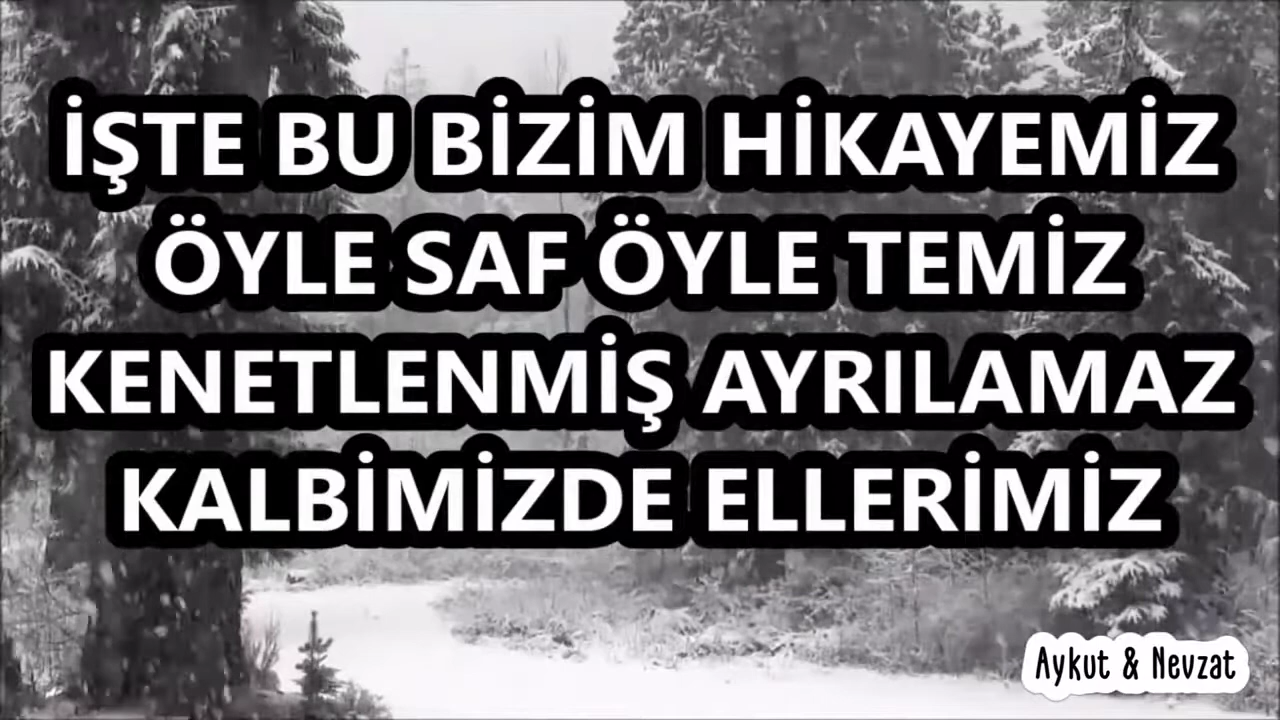 İŞTE BU BİZİM HİKAYEMİZ
ÖYLE SAF ÖYLE TEMİZ
KENETLENMİŞ AYRILAMAZ
KALBİMİZDE ELLERİMİZ
Aykut & Nevzat